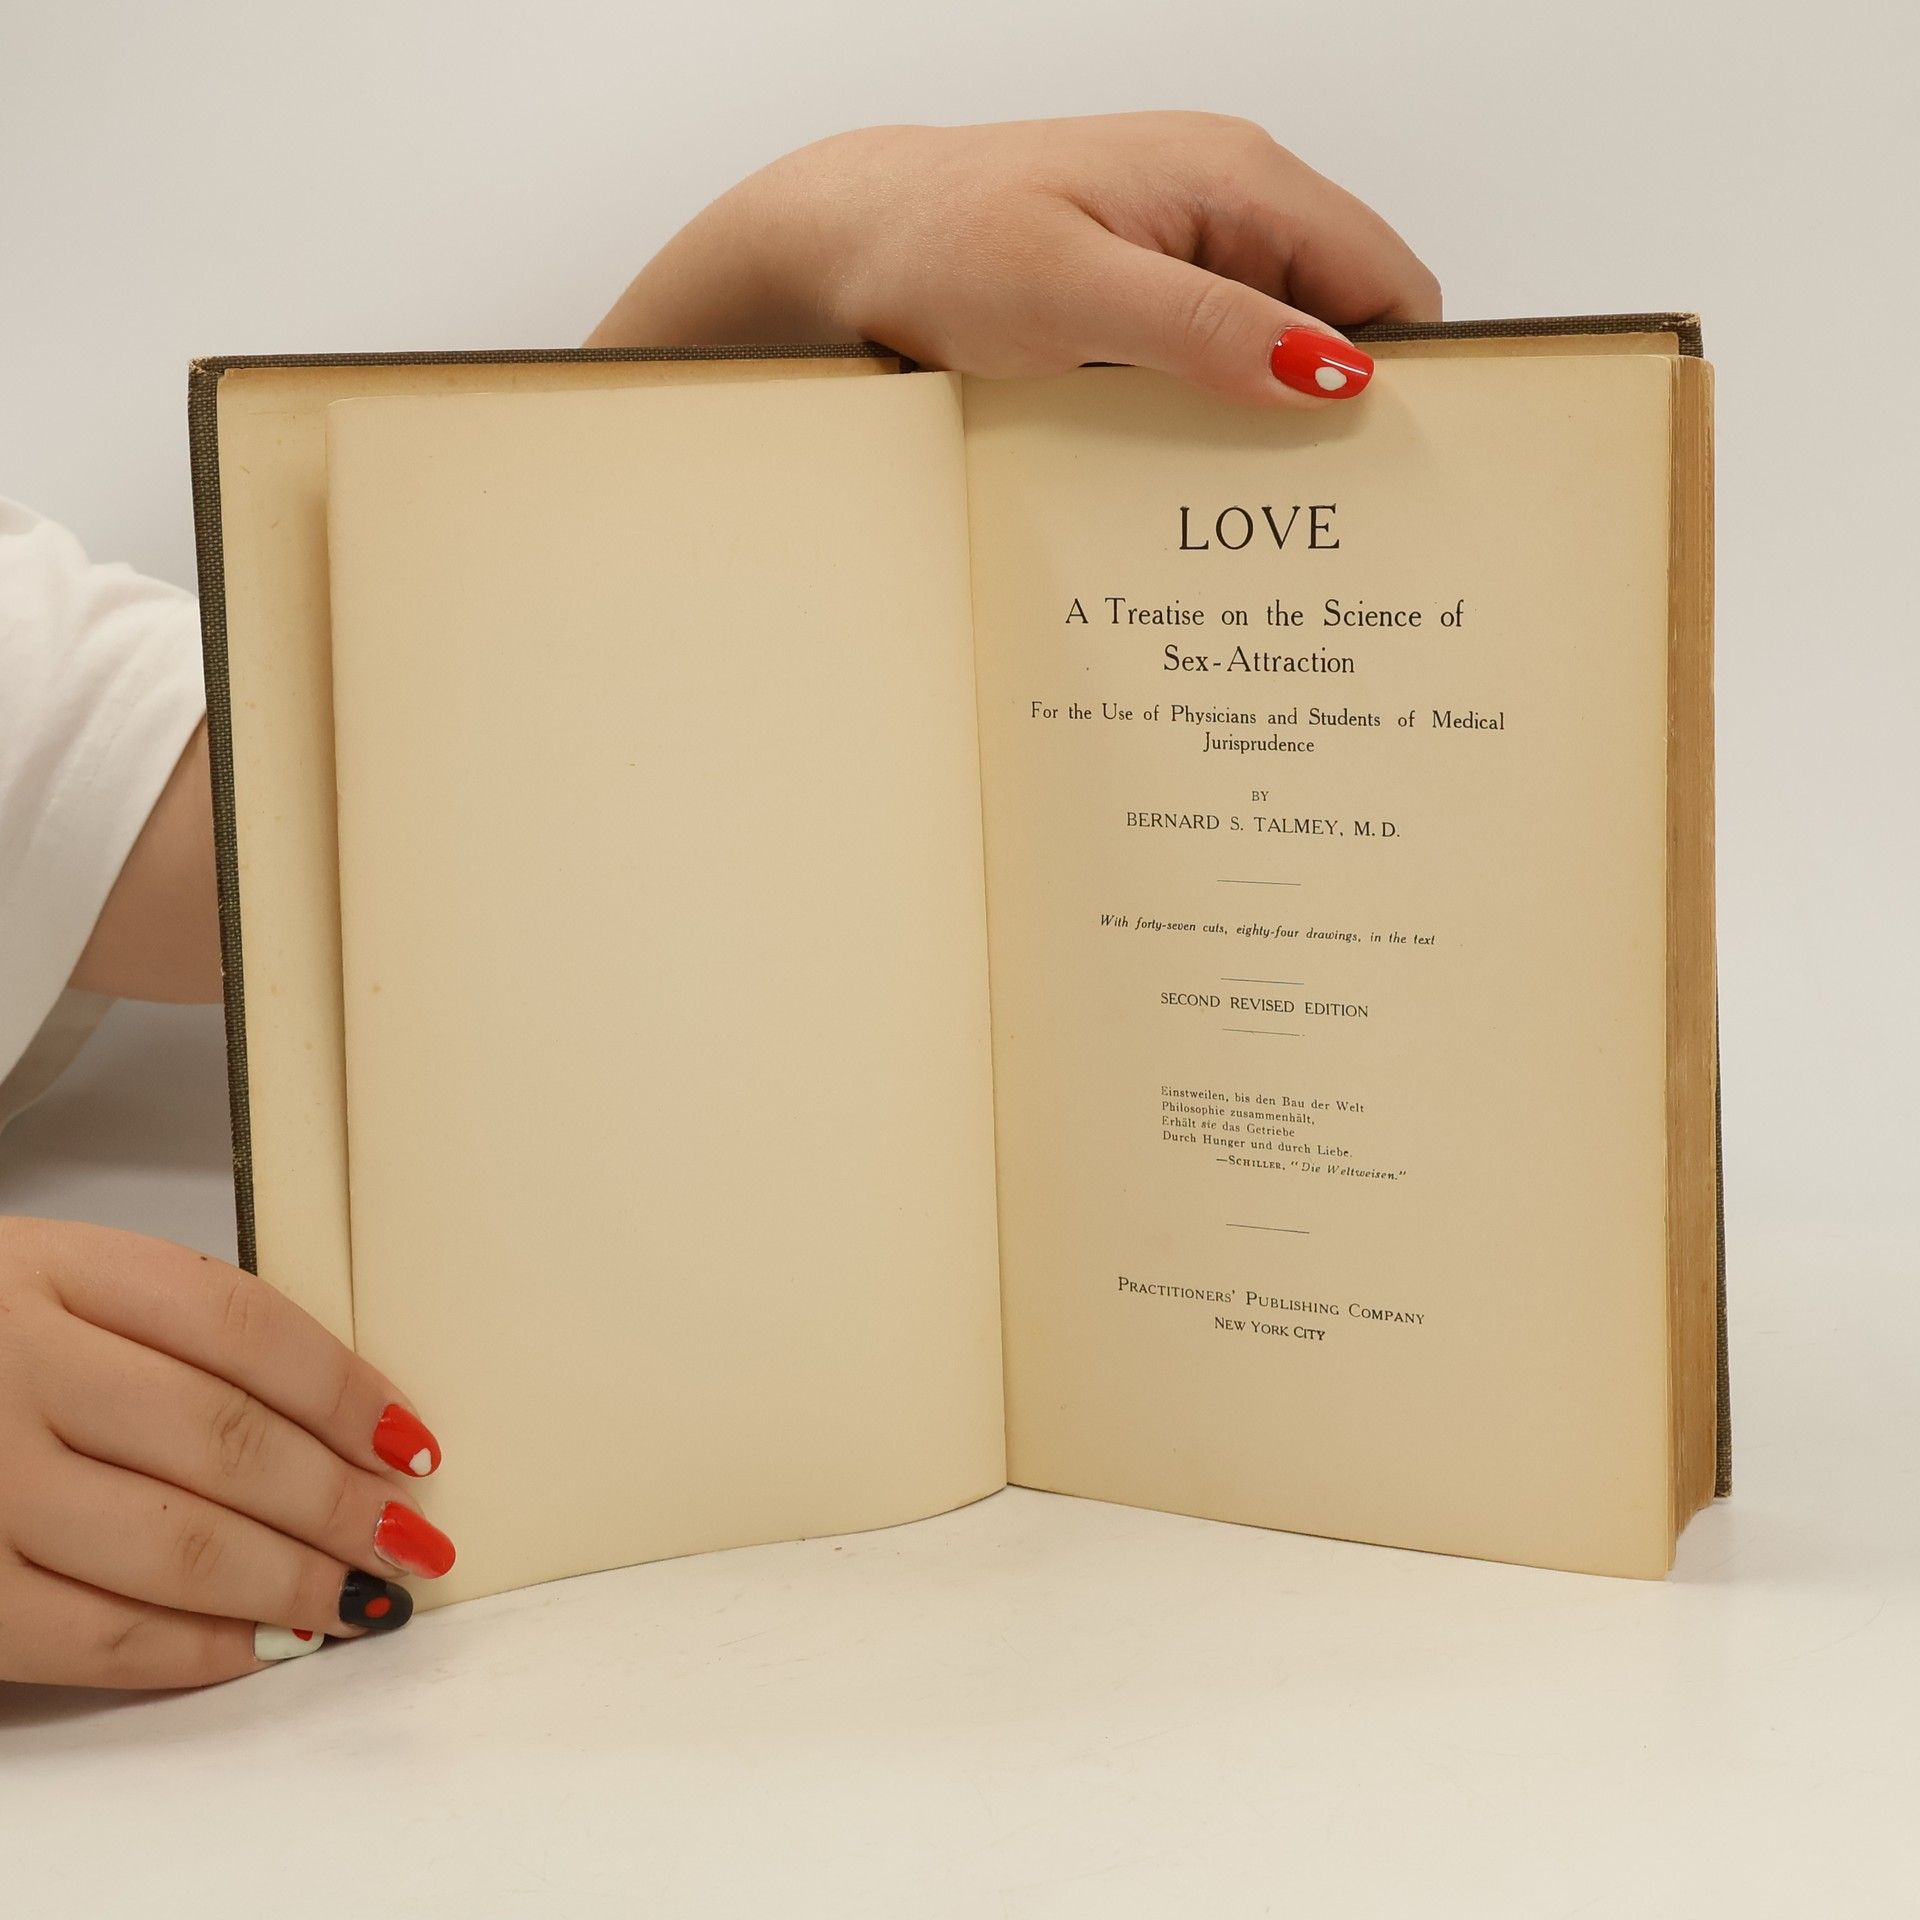 LOVE
A Treatise on the Science of
Sex-Attraction
For the Use of Physicians and Students of Medical
Jurisprudence
BY
BERNARD S. TALMEY, M. D.
With forty-seven cuts, eighty-four drawings, in the text
SECOND REVISED EDITION
Einstweilen, bis den Bau der Welt
Philosophie zusammenhält,
Erhält sie das Getriebe
Durch Hunger und durch Liebe.
—SCHILLER, "Die Weltweisen."
PRACTITIONERS' PUBLISHING COMPANY
NEW YORK CITY